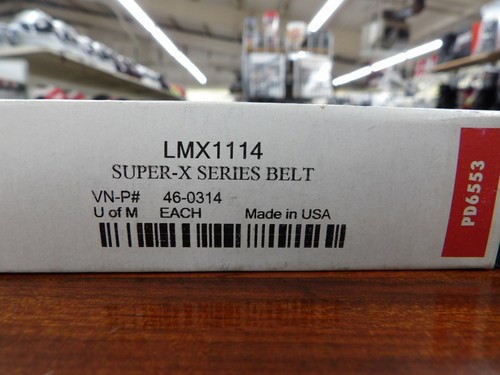 LMX1114
SUPER-X SERIES BELT
VN-P# 46-0314
U of M EACH Made in USA
PD6553